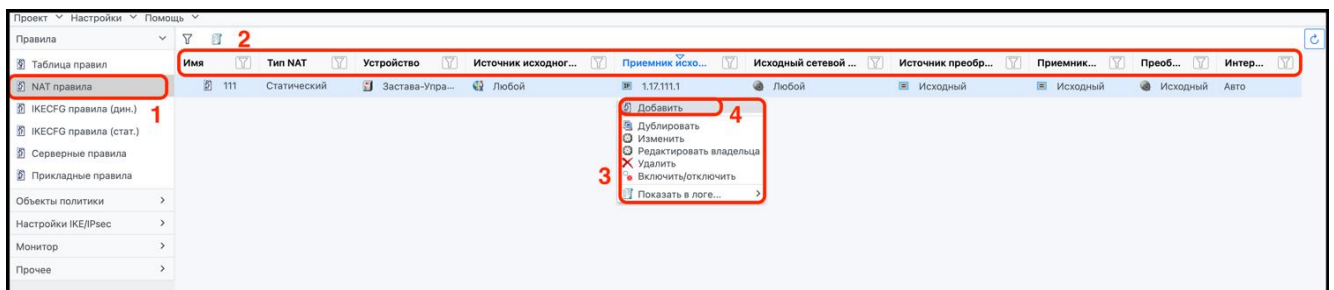 Проект Настройки Помощь
Правила
2
Таблица правил
Имя Тип NAT Устройство Источник исходног... Приемник исхо... Исходный сетевой ... Источник преобр... Приемник... Преоб... Интер...
NAT правила
111 Статический Застава-Упра... Любой 1.17.111.1 Любой Исходный Исходный Исходный Авто
1
IKECFG правила (дин.)
IKECFG правила (стат.)
Серверные правила
Прикладные правила
Объекты политики
Настройки IKE/IPsec
Монитор
Прочее
Добавить
4
Дублировать
Изменить
Редактировать владельца
Удалить
3
Включить/отключить
Показать в логе...